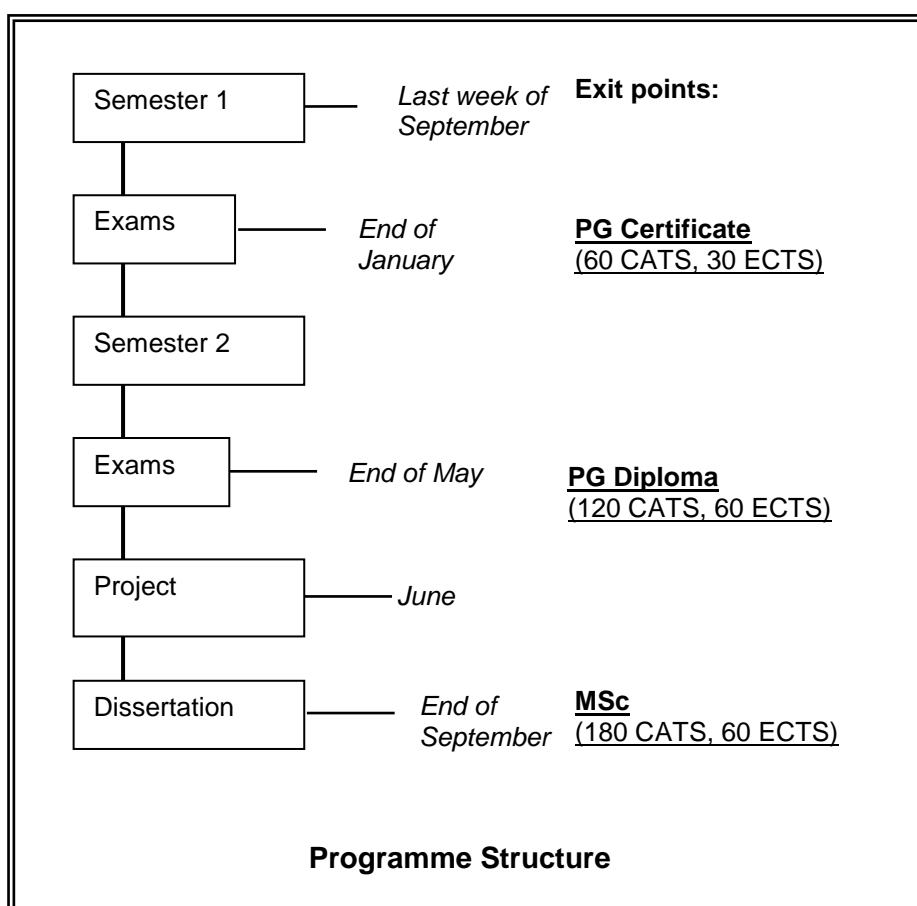 Semester 1
Last week of
September
Exit points:
Exams
End of
January
PG Certificate
(60 CATS, 30 ECTS)
Semester 2
Exams
End of May
PG Diploma
(120 CATS, 60 ECTS)
Project
June
Dissertation
End of
September
MSc
(180 CATS, 60 ECTS)
Programme Structure